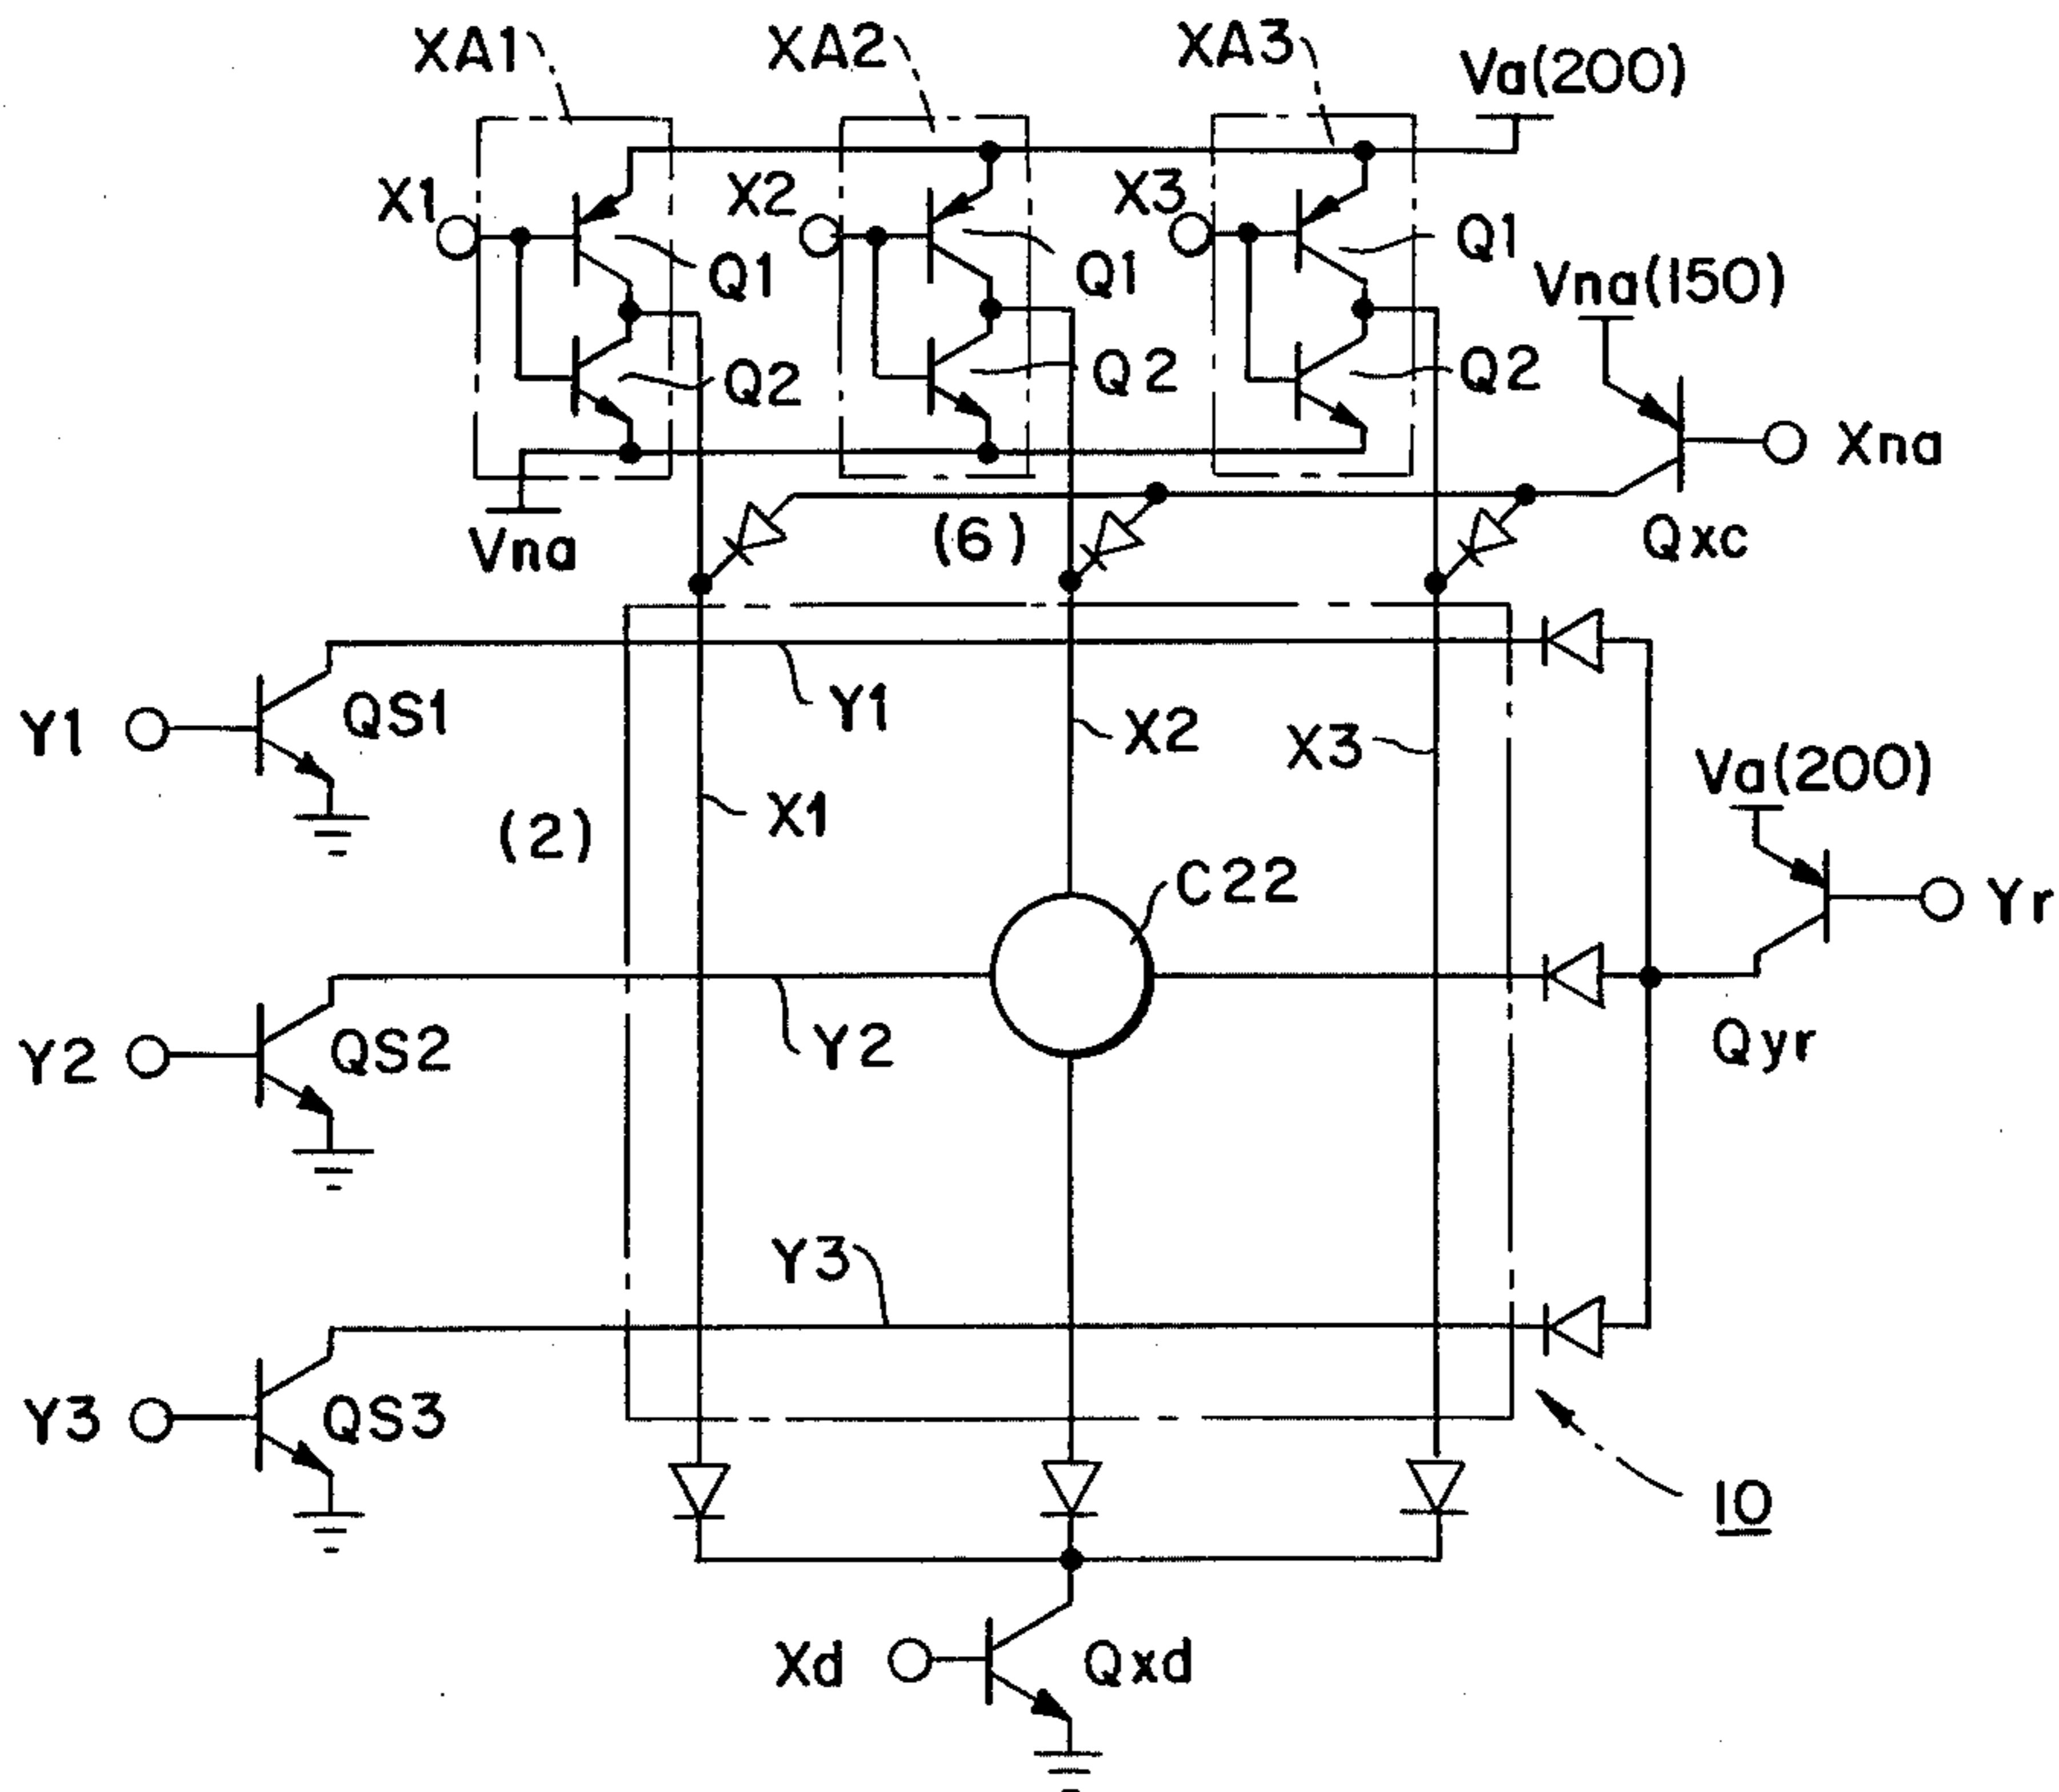 XA1
XA2
XA3
Va(200)
X1
X2
X3
Q1
Q1
Q1
Vna(150)
Q2
Q2
Q2
Xna
Vna
(6)
Qxc
Y1
QS1
Y1
X2
X3
Va(200)
(2)
X1
C22
Yr
Y2
QS2
Y2
Qyr
Y3
Y3
QS3
10
Xd
Qxd